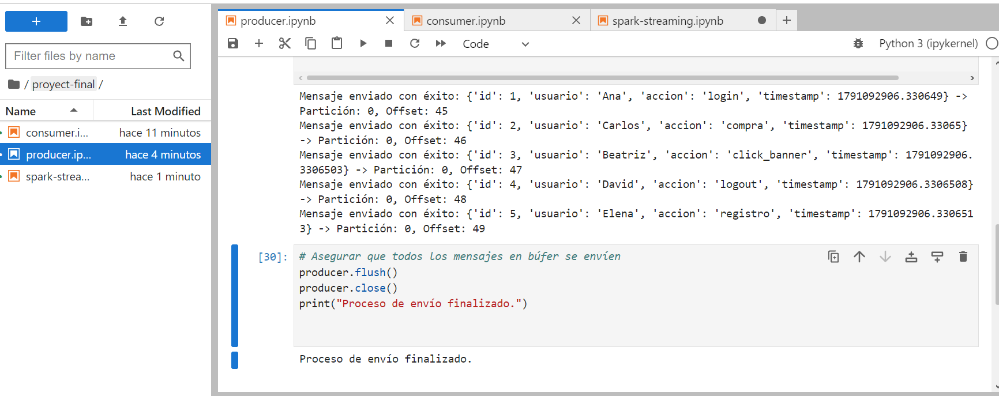 Filter files by name
/ proyect-final /
Name
Last Modified
consumer.i...
hace 11 minutos
producer.ip...
hace 4 minutos
spark-strea...
hace 1 minuto
producer.ipynb
consumer.ipynb
spark-streaming.ipynb
Code
Python 3 (ipykernel)
Mensaje enviado con éxito: {'id': 1, 'usuario': 'Ana', 'accion': 'login', 'timestamp': 1791092906.330649} ->
Partición: 0, Offset: 45
Mensaje enviado con éxito: {'id': 2, 'usuario': 'Carlos', 'accion': 'compra', 'timestamp': 1791092906.33065}
-> Partición: 0, Offset: 46
Mensaje enviado con éxito: {'id': 3, 'usuario': 'Beatriz', 'accion': 'click_banner', 'timestamp': 1791092906.
3306503} -> Partición: 0, Offset: 47
Mensaje enviado con éxito: {'id': 4, 'usuario': 'David', 'accion': 'logout', 'timestamp': 1791092906.3306508}
-> Partición: 0, Offset: 48
Mensaje enviado con éxito: {'id': 5, 'usuario': 'Elena', 'accion': 'registro', 'timestamp': 1791092906.330651
3} -> Partición: 0, Offset: 49
[30]:
# Asegurar que todos los mensajes en búfer se envíen
producer.flush()
producer.close()
print("Proceso de envío finalizado.")
Proceso de envío finalizado.